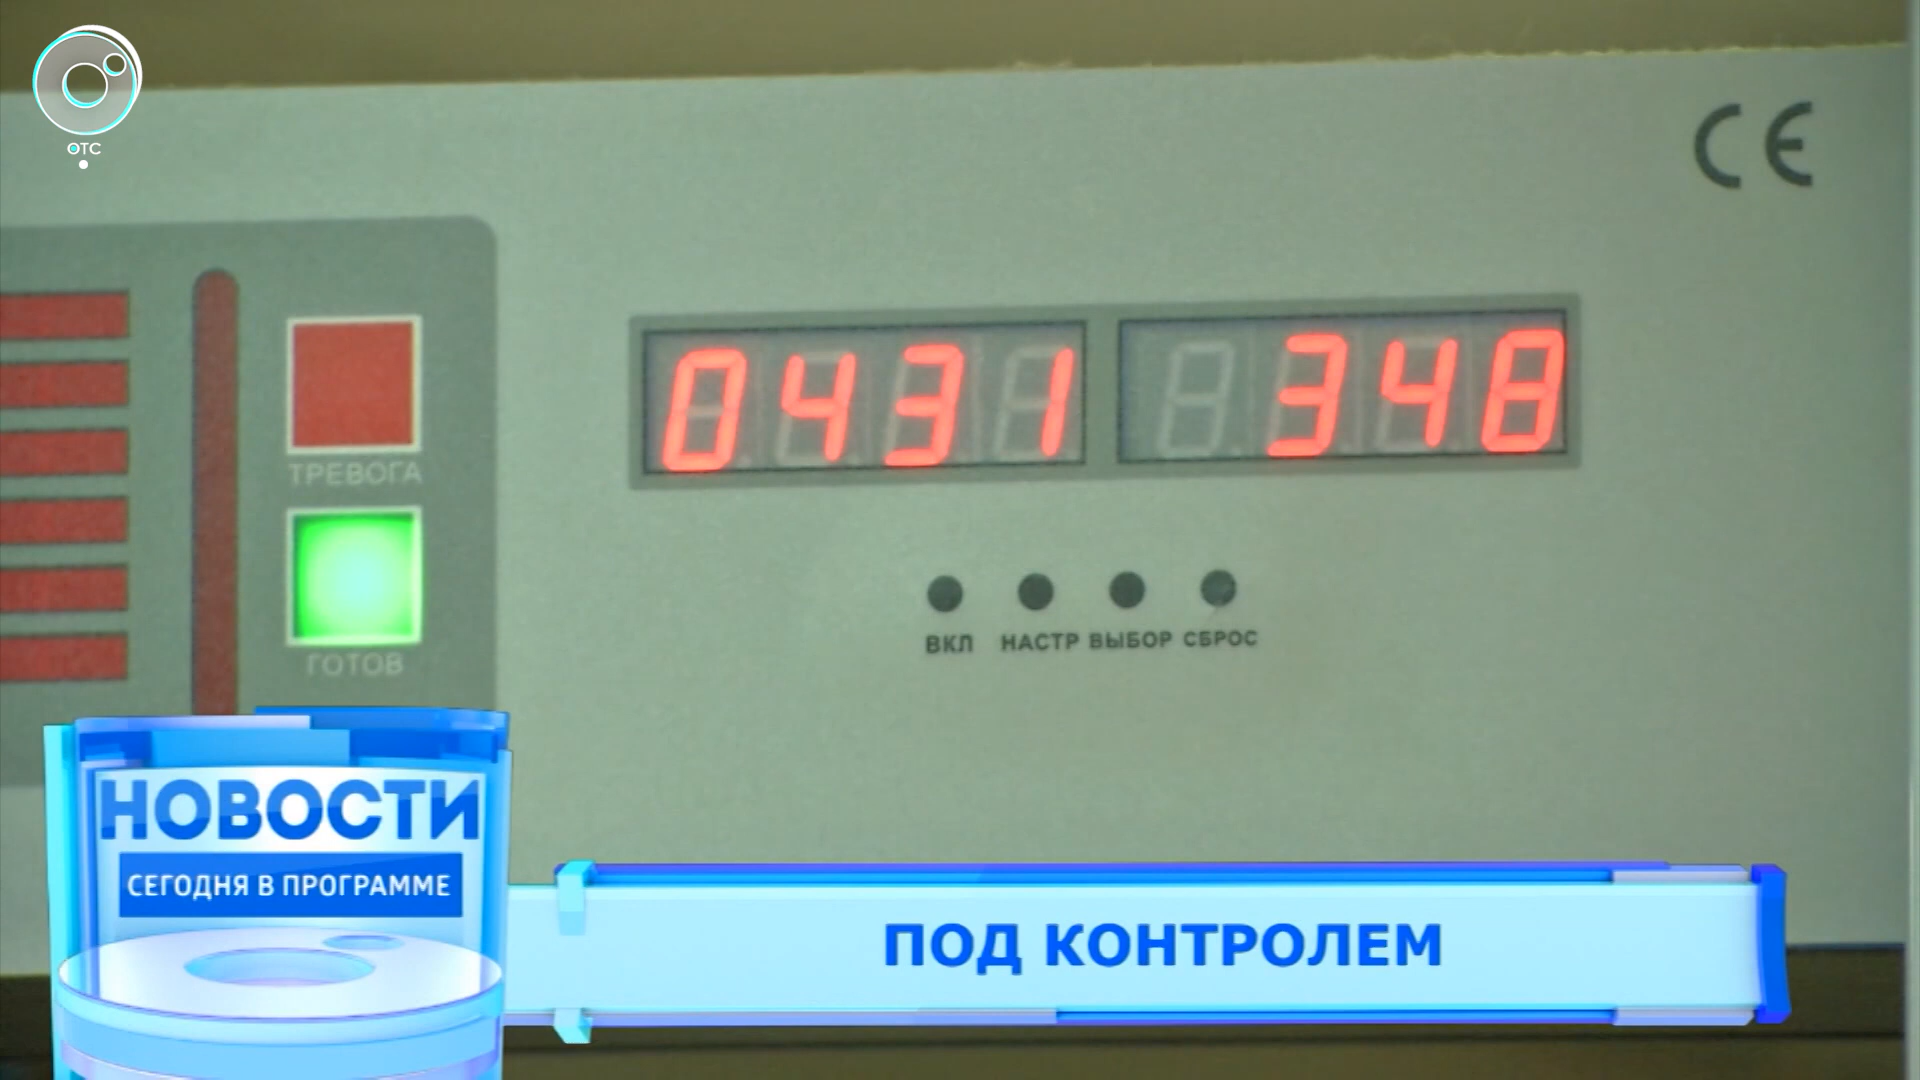 ОТС
CE
0431 348
ТРЕВОГА
ГОТОВ
ВКЛ НАСТР ВЫБОР СБРОС
НОВОСТИ
СЕГОДНЯ В ПРОГРАММЕ
ПОД КОНТРОЛЕМ